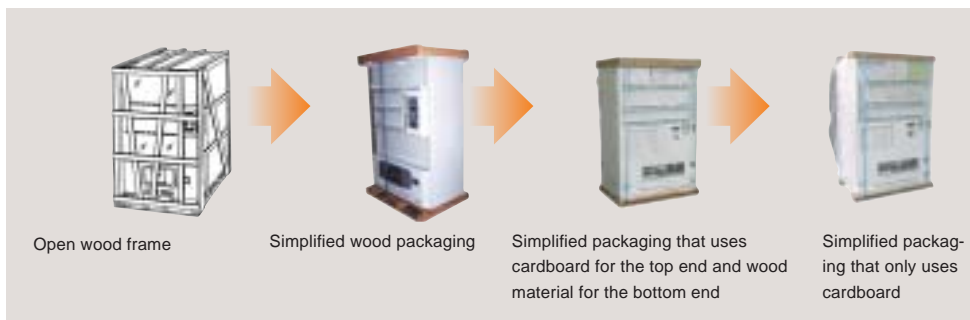 Open wood frame
Simplified wood packaging
Simplified packaging that uses
cardboard for the top end and wood
material for the bottom end
Simplified packag-
ing that only uses
cardboard